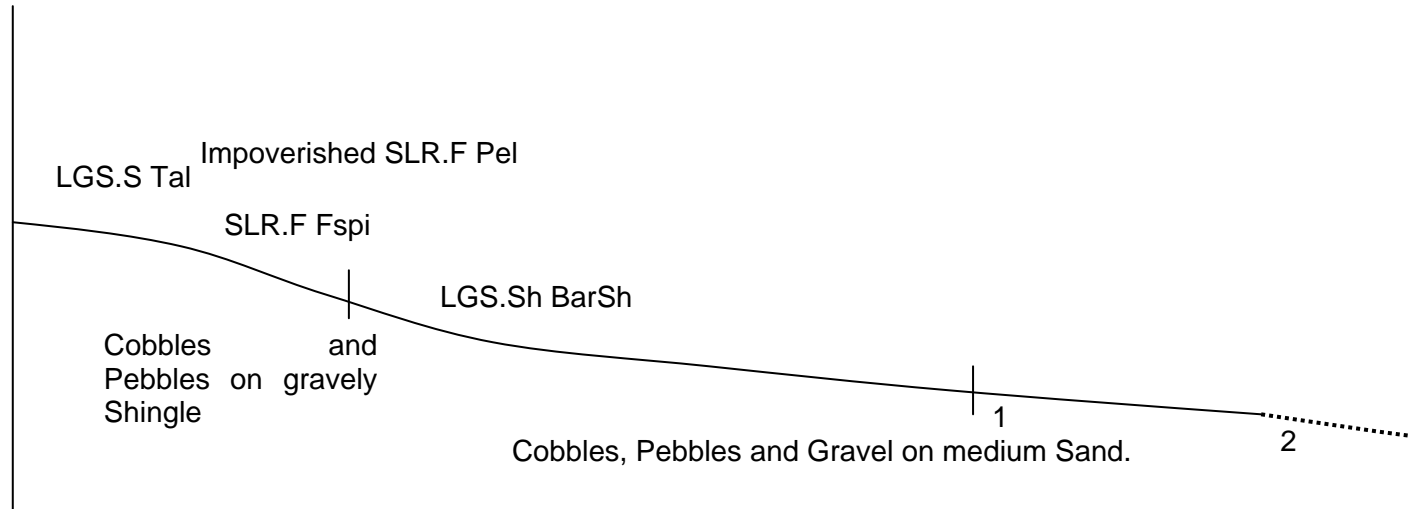 Impoverished SLR.F Pel
LGS.S Tal
SLR.F Fspi
LGS.Sh BarSh
Cobbles and
Pebbles on gravely
Shingle
1
2
Cobbles, Pebbles and Gravel on medium Sand.